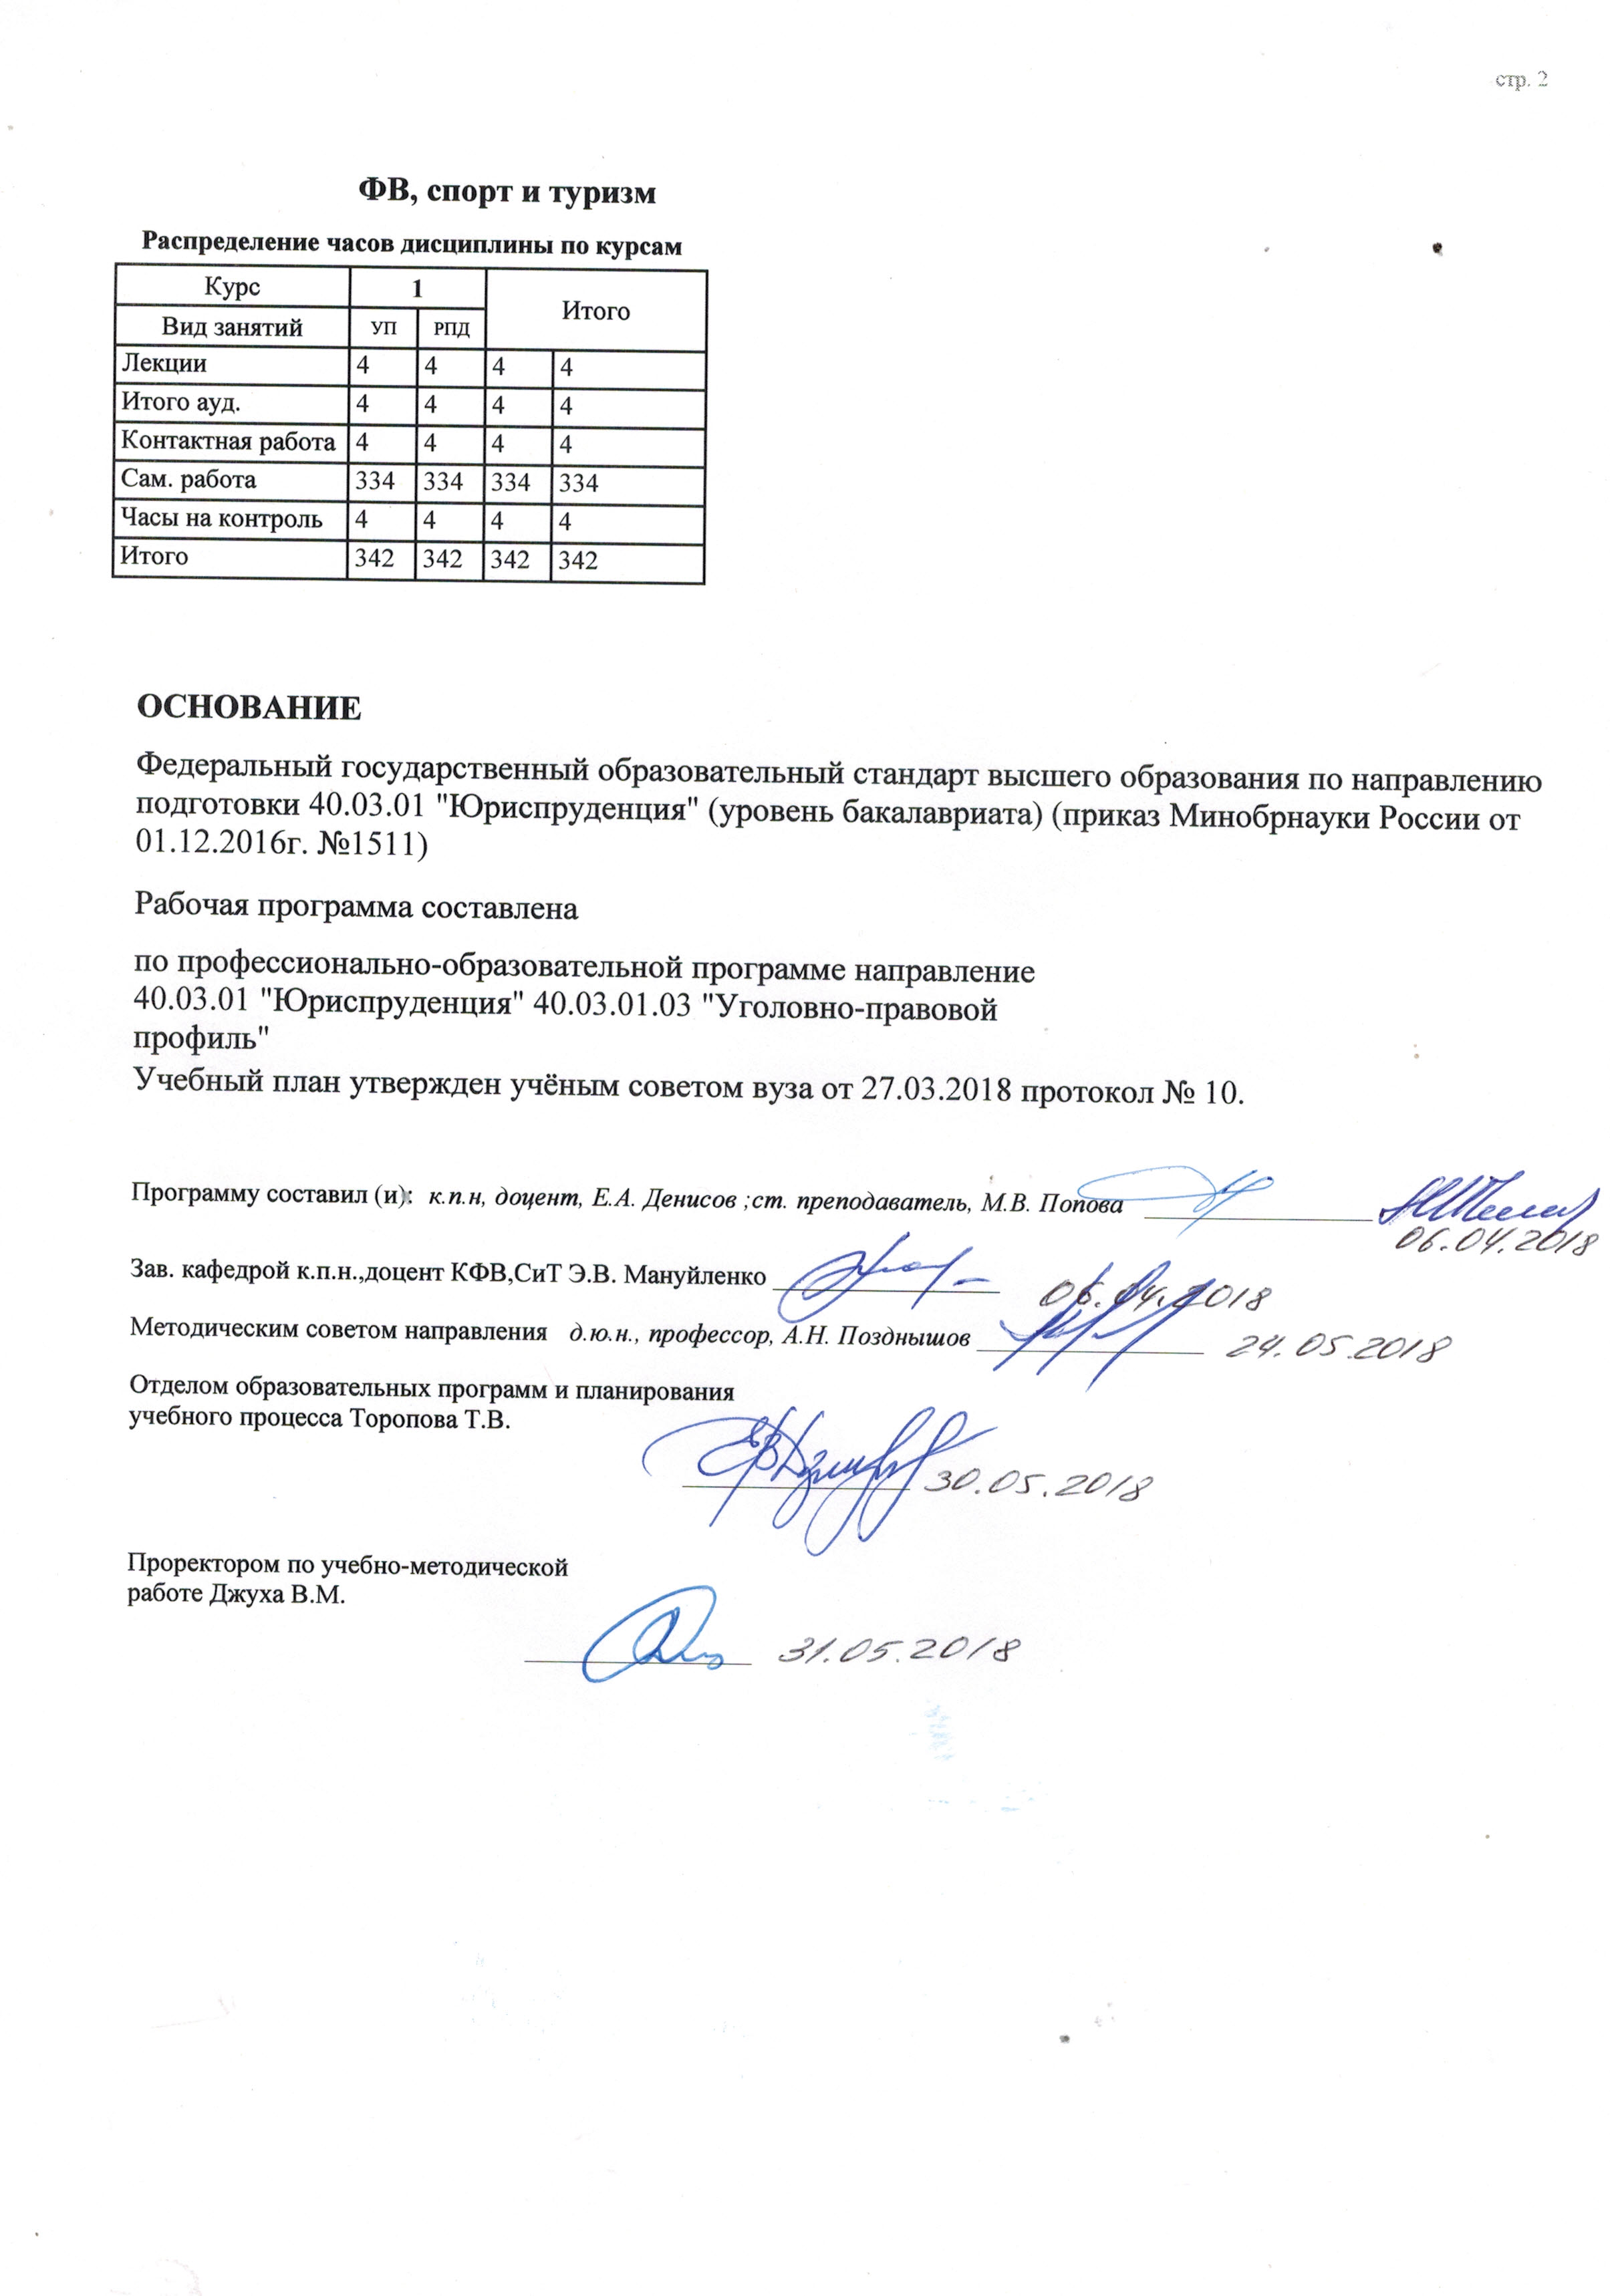 стр. 2
ФВ, спорт и туризм
Распределение часов дисциплины по курсам
Курс 1 Итого
Вид занятий УП РПД
Лекции 4 4 4 4
Итого ауд. 4 4 4 4
Контактная работа 4 4 4 4
Сам. работа 334 334 334 334
Часы на контроль 4 4 4 4
Итого 342 342 342 342
ОСНОВАНИЕ
Федеральный государственный образовательный стандарт высшего образования по направлению
подготовки 40.03.01 "Юриспруденция" (уровень бакалавриата) (приказ Минобрнауки России от
01.12.2016г. №1511)
Рабочая программа составлена
по профессионально-образовательной программе направление
40.03.01 "Юриспруденция" 40.03.01.03 "Уголовно-правовой
профиль"
Учебный план утвержден учёным советом вуза от 27.03.2018 протокол № 10.
Программу составил (и): к.п.н, доцент, Е.А. Денисов ;ст. преподаватель, М.В. Попова
06.04.2018
Зав. кафедрой к.п.н.,доцент КФВ,СиТ Э.В. Мануйленко 06.04.2018
Методическим советом направления д.ю.н., профессор, А.Н. Позднышов 24.05.2018
Отделом образовательных программ и планирования
учебного процесса Торопова Т.В.
30.05.2018
Проректором по учебно-методической
работе Джуха В.М.
31.05.2018